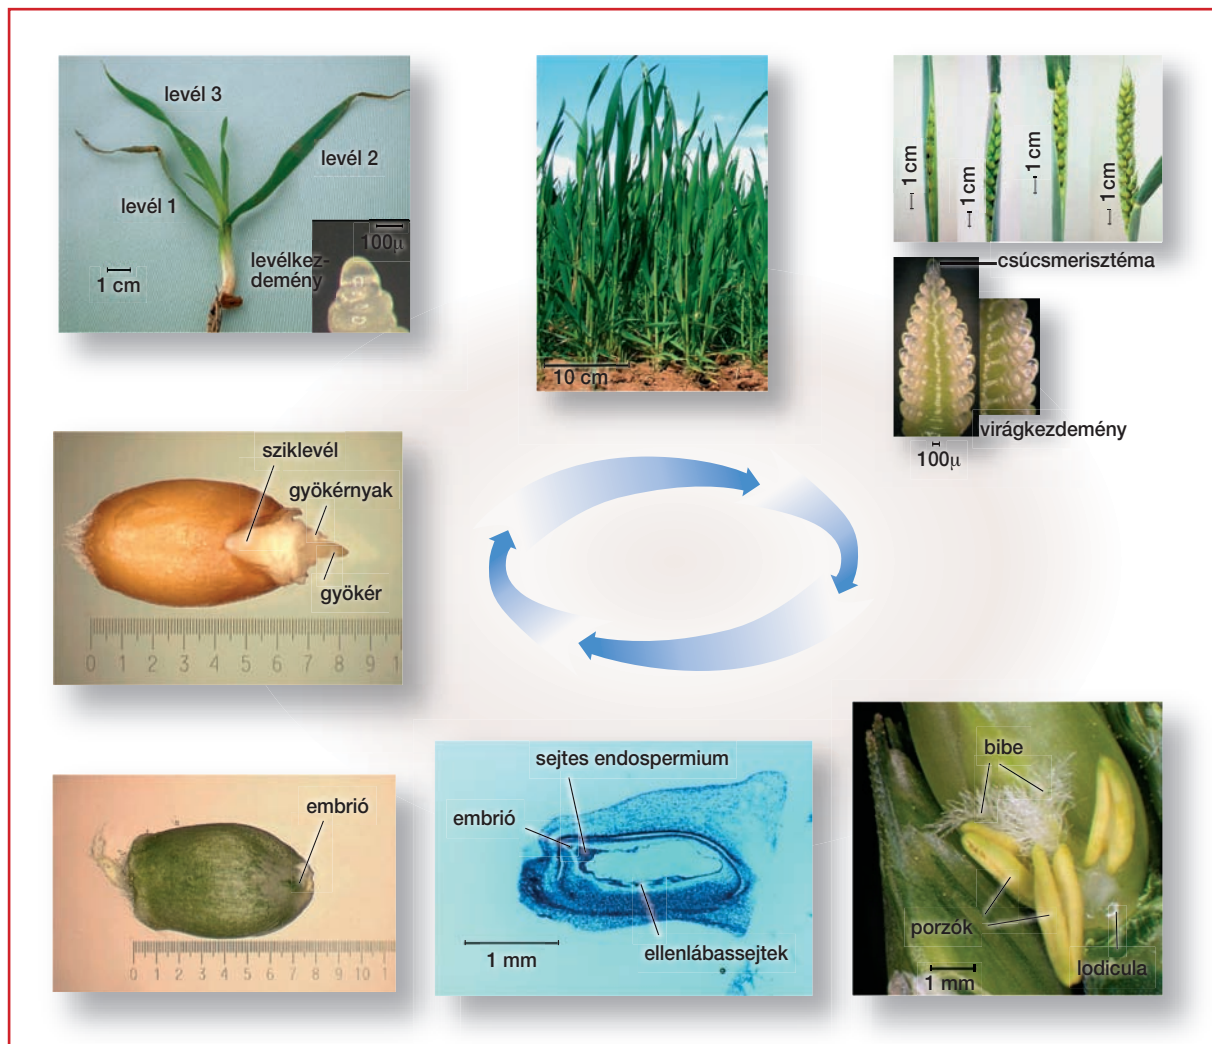 levél 3
levél 2
levél 1
levélkez-
demény
100µ
1 cm
10 cm
1 cm
1 cm
1 cm
1 cm
csúcsmerisztéma
virágkezdemény
100µ
sziklevél
gyökérnyak
gyökér
0 1 2 3 4 5 6 7 8 9 1
embrió
0 1 2 3 4 5 6 7 8 9 10 1
sejtes endospermium
embrió
ellenlábassejtek
1 mm
bibe
porzók
lodicula
1 mm